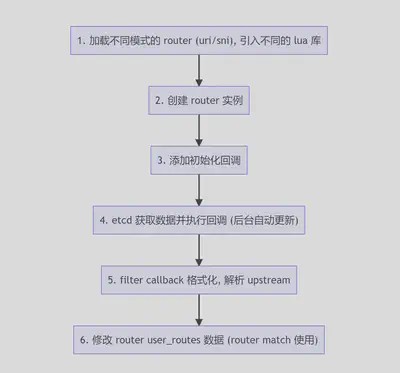 1. 加载不同模式的 router (uri/sni), 引入不同的 lua 库
2. 创建 router 实例
3. 添加初始化回调
4. etcd 获取数据并执行回调 (后台自动更新)
5. filter callback 格式化, 解析 upstream
6. 修改 router user_routes 数据 (router match 使用)